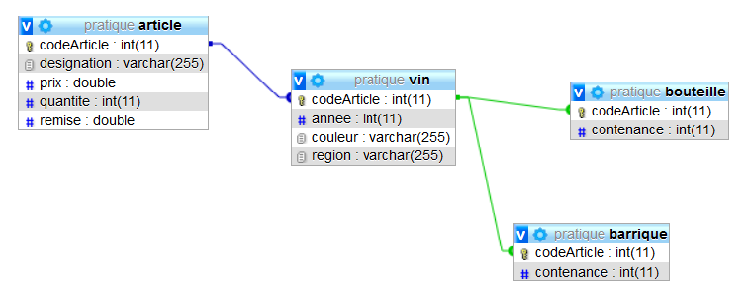 pratique article
codeArticle : int(11)
designation : varchar(255)
prix : double
quantite : int(11)
remise : double
pratique vin
codeArticle : int(11)
annee : int(11)
couleur : varchar(255)
region : varchar(255)
pratique bouteille
codeArticle : int(11)
contenance : int(11)
pratique barrique
codeArticle : int(11)
contenance : int(11)